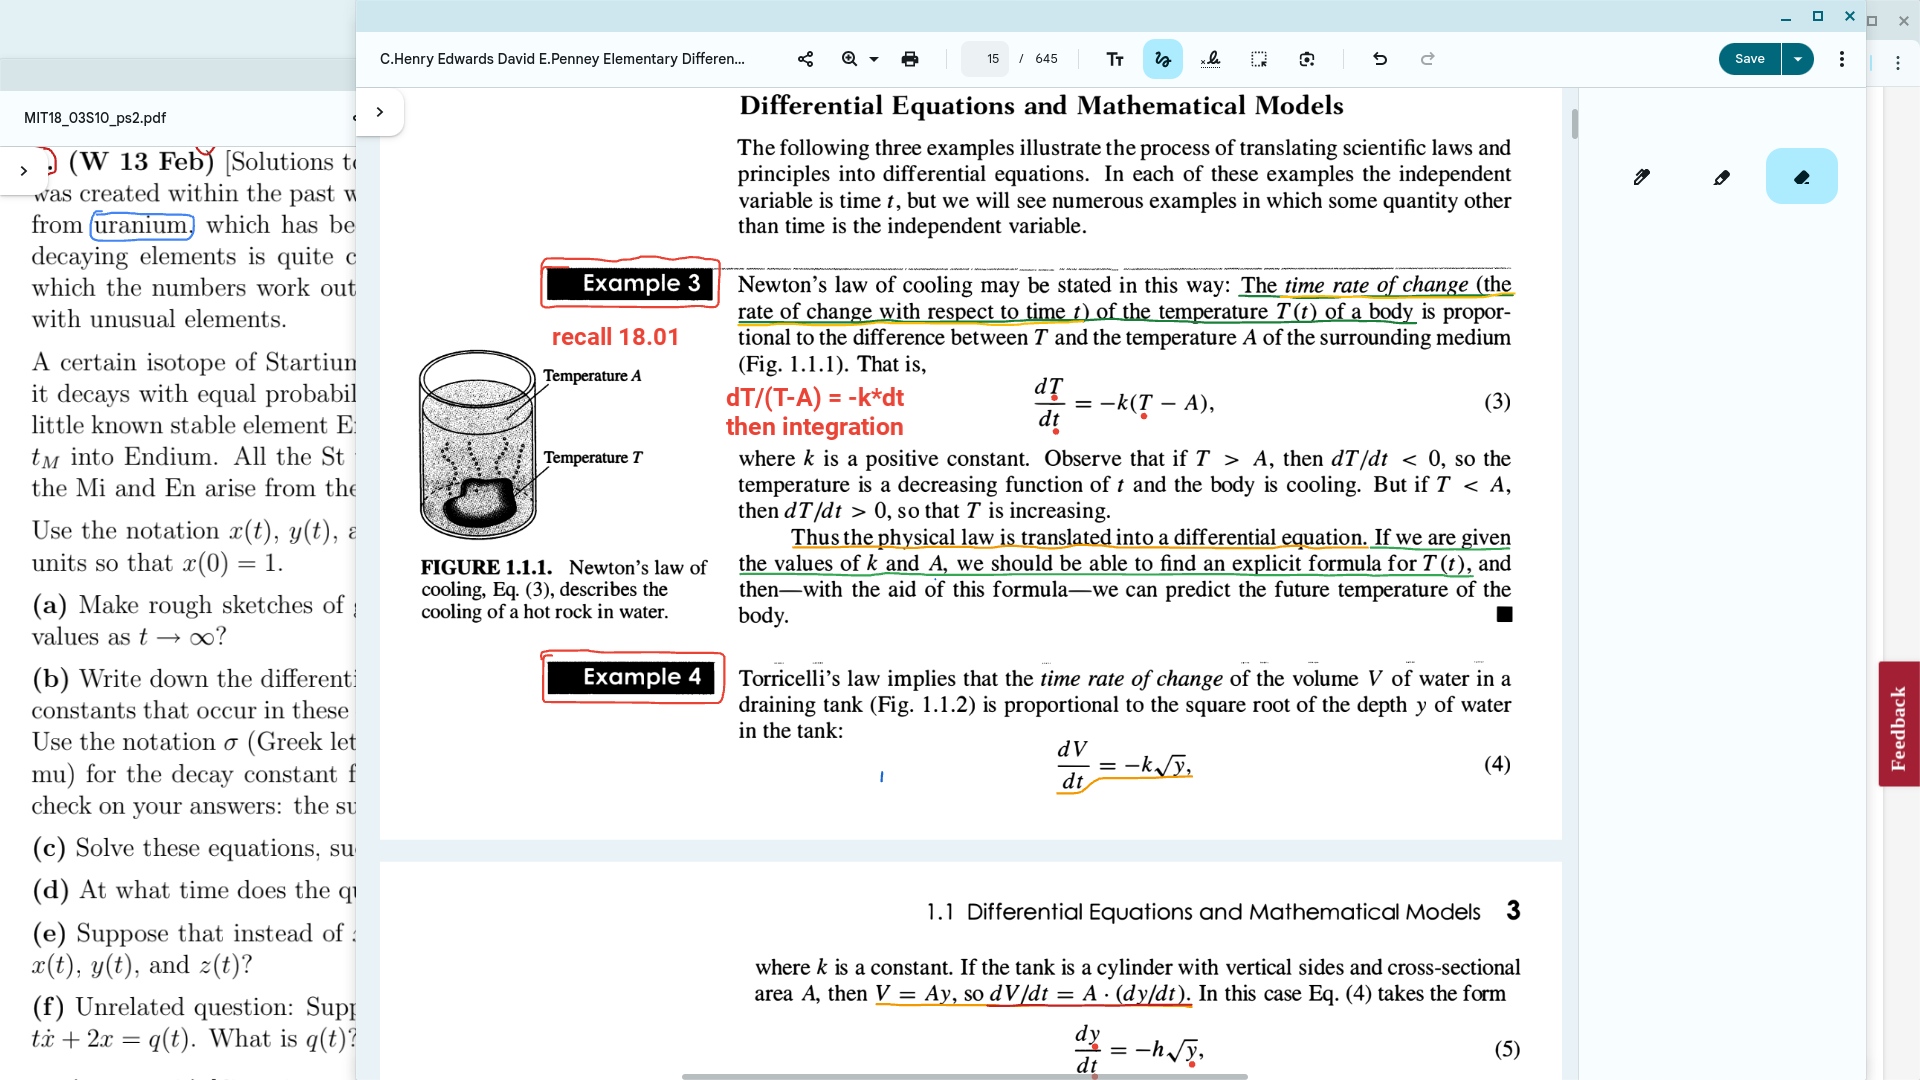 MIT18_03S10_ps2.pdf
(W 13 Feb) [Solutions to
was created within the past w
from uranium, which has be
decaying elements is quite c
which the numbers work out
with unusual elements.
A certain isotope of Startium
it decays with equal probabil
little known stable element E
t_M into Endium. All the St
the Mi and En arise from the
Use the notation x(t), y(t), a
units so that x(0) = 1.
(a) Make rough sketches of g
values as t → ∞?
(b) Write down the differenti
constants that occur in these
Use the notation σ (Greek let
mu) for the decay constant f
check on your answers: the su
(c) Solve these equations, su
(d) At what time does the qu
(e) Suppose that instead of
x(t), y(t), and z(t)?
(f) Unrelated question: Supp
tẋ + 2x = q(t). What is q(t)?
C.Henry Edwards David E.Penney Elementary Differen...
15 / 645
Save
Differential Equations and Mathematical Models
The following three examples illustrate the process of translating scientific laws and
principles into differential equations. In each of these examples the independent
variable is time t, but we will see numerous examples in which some quantity other
than time is the independent variable.
Example 3
Newton's law of cooling may be stated in this way: The time rate of change (the
rate of change with respect to time t) of the temperature T(t) of a body is propor-
tional to the difference between T and the temperature A of the surrounding medium
(Fig. 1.1.1). That is,
recall 18.01
Temperature A
Temperature T
dT/(T-A) = -k*dt
then integration
dT/dt = −k(T − A), (3)
where k is a positive constant. Observe that if T > A, then dT/dt < 0, so the
temperature is a decreasing function of t and the body is cooling. But if T < A,
then dT/dt > 0, so that T is increasing.
Thus the physical law is translated into a differential equation. If we are given
the values of k and A, we should be able to find an explicit formula for T(t), and
then—with the aid of this formula—we can predict the future temperature of the
body.
FIGURE 1.1.1. Newton's law of
cooling, Eq. (3), describes the
cooling of a hot rock in water.
Example 4
Torricelli's law implies that the time rate of change of the volume V of water in a
draining tank (Fig. 1.1.2) is proportional to the square root of the depth y of water
in the tank:
dV/dt = −k√y, (4)
1.1 Differential Equations and Mathematical Models 3
where k is a constant. If the tank is a cylinder with vertical sides and cross-sectional
area A, then V = Ay, so dV/dt = A · (dy/dt). In this case Eq. (4) takes the form
dy/dt = −h√y, (5)
Feedback